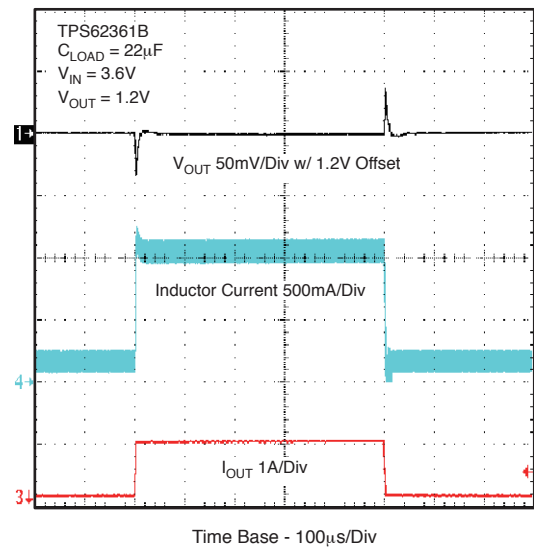 TPS62361B
C_LOAD = 22μF
V_IN = 3.6V
V_OUT = 1.2V
1
V_OUT 50mV/Div w/ 1.2V Offset
Inductor Current 500mA/Div
4
I_OUT 1A/Div
3
Time Base - 100μs/Div